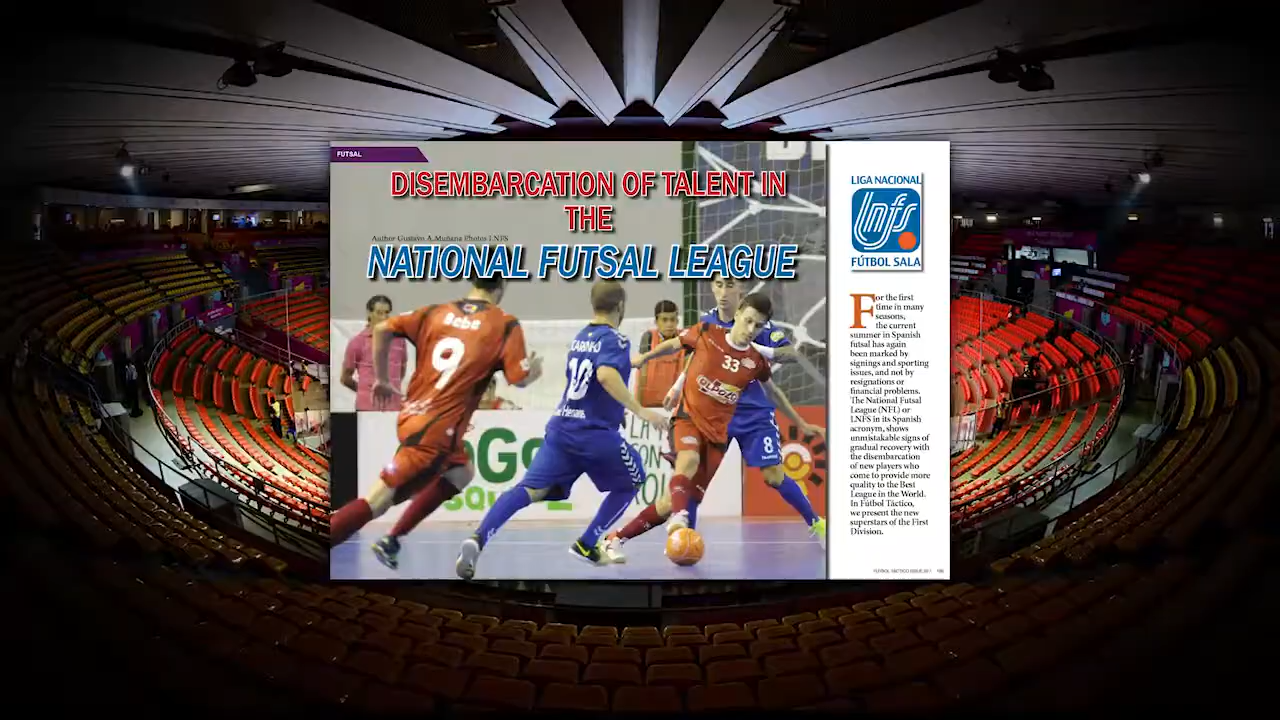 FUTSAL
DISEMBARCATION OF TALENT IN
THE
Author Gustavo A.Muñana Photos LNFS
NATIONAL FUTSAL LEAGUE
LIGA NACIONAL
lnfs
FÚTBOL SALA
Bebe
9
10
33
ElPozo
8
For the first
time in many
seasons,
the current
summer in Spanish
futsal has again
been marked by
signings and sporting
issues, and not by
resignations or
financial problems.
The National Futsal
League (NFL) or
LNFS in its Spanish
acronym, shows
unmistakable signs of
gradual recovery with
the disembarcation
of new players who
come to provide more
quality to the Best
League in the World.
In Fútbol Táctico,
we present the new
superstars of the First
Division.